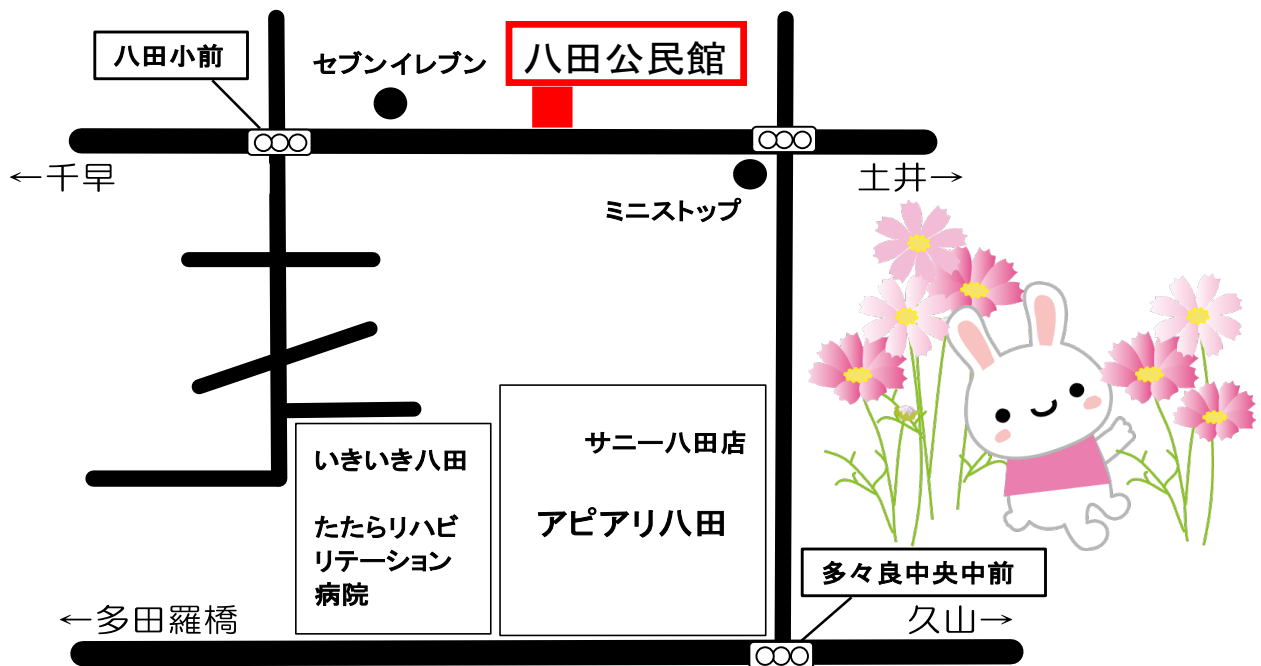 八田公民館
八田小前
セブンイレブン
←千早
土井→
ミニストップ
いきいき八田
たたらリハビ
リテーション
病院
サニー八田店
アピアリ八田
多々良中央中前
←多田羅橋
久山→